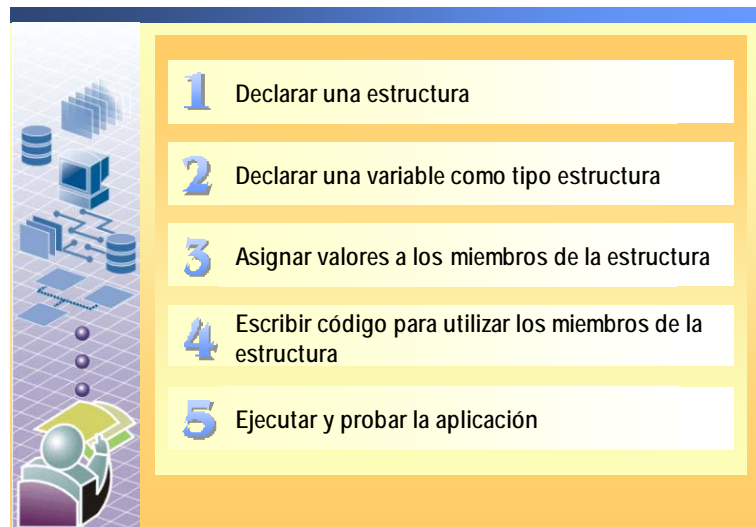 1 Declarar una estructura
2 Declarar una variable como tipo estructura
3 Asignar valores a los miembros de la estructura
4 Escribir código para utilizar los miembros de la
estructura
5 Ejecutar y probar la aplicación